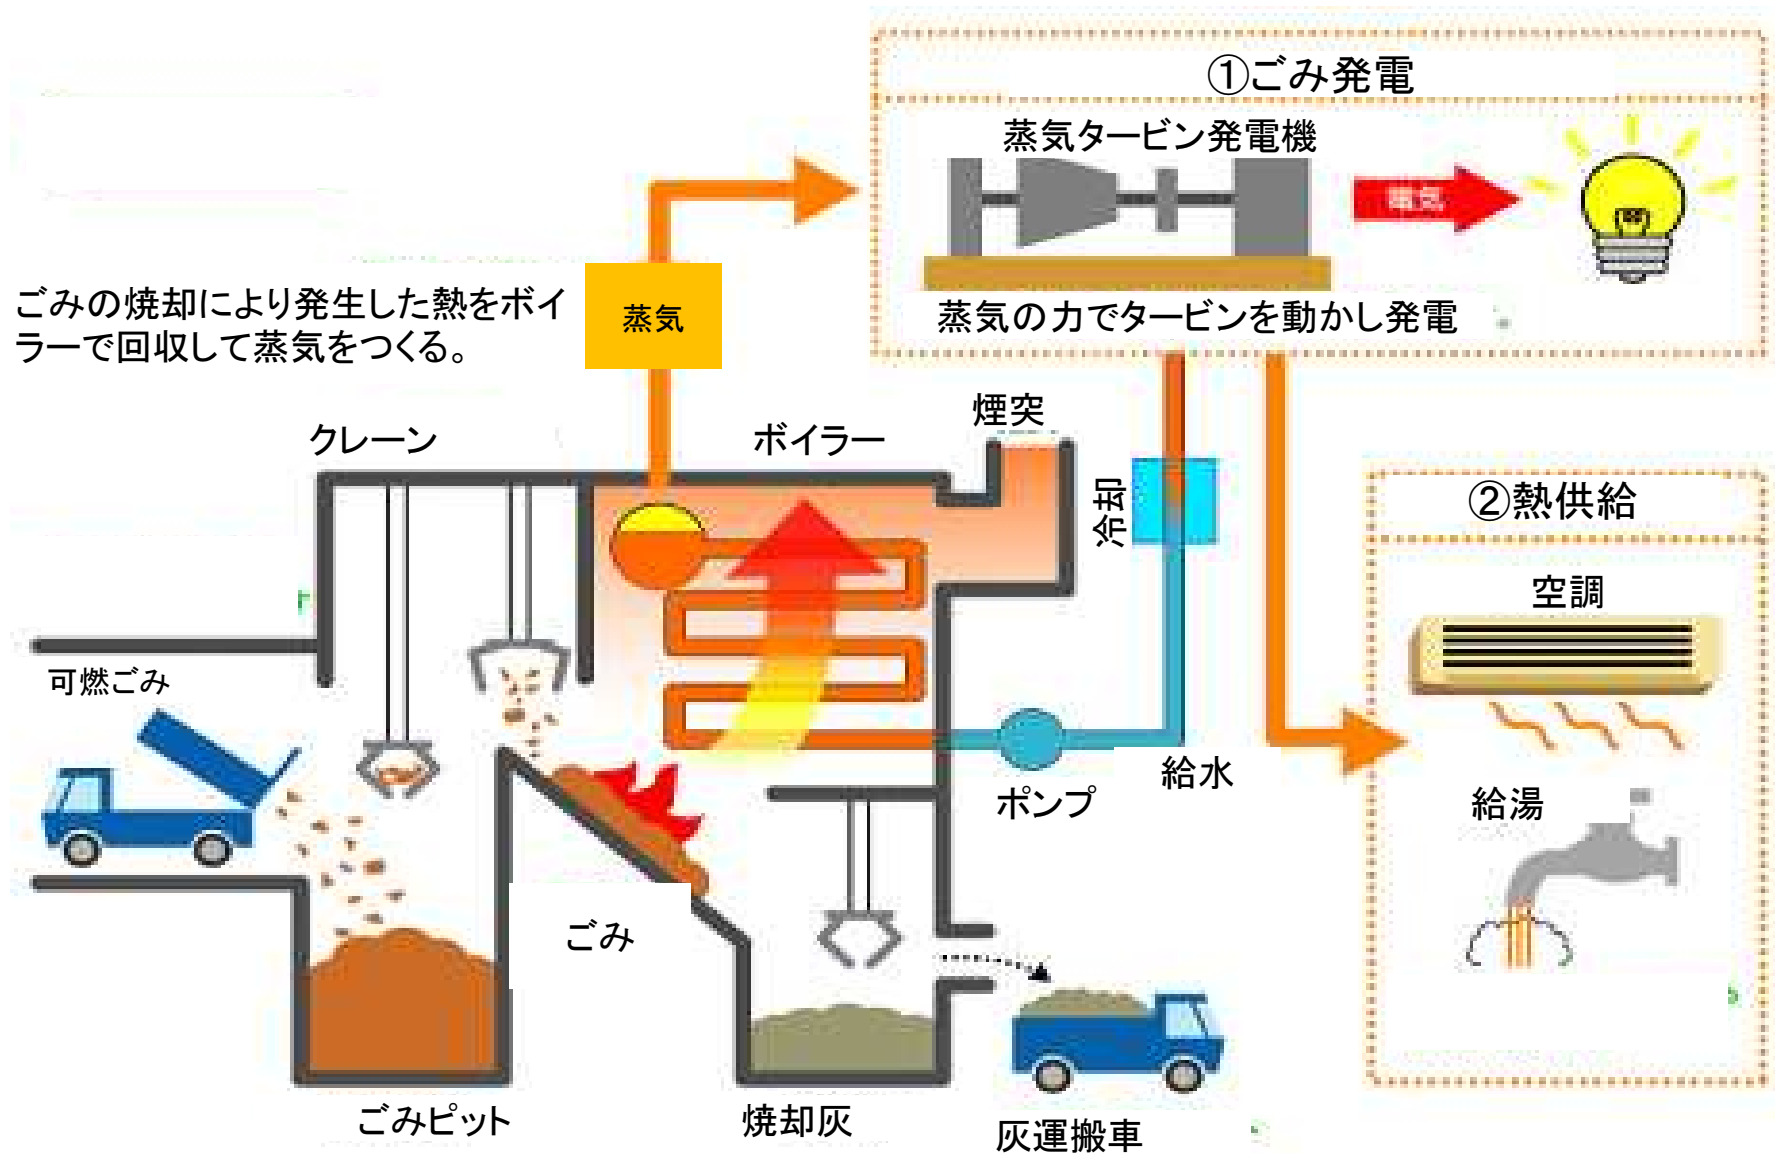 ①ごみ発電
蒸気タービン発電機
電気
蒸気の力でタービンを動かし発電
ごみの焼却により発生した熱をボイ
ラーで回収して蒸気をつくる。
蒸気
クレーン
ボイラー
煙突
冷却
②熱供給
空調
可燃ごみ
給水
ポンプ
給湯
ごみ
ごみピット
焼却灰
灰運搬車